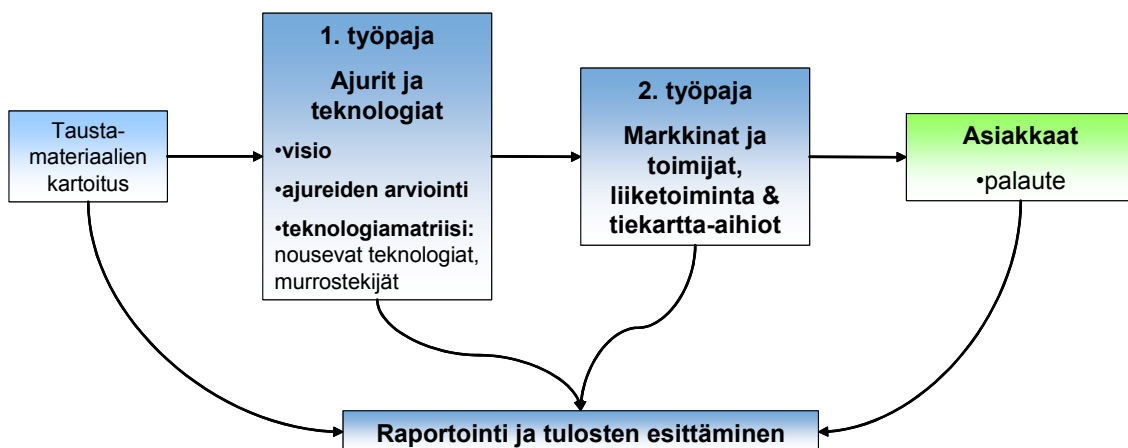 Tausta-
materiaalien
kartoitus
1. työpaja
Ajurit ja
teknologiat
•visio
•ajureiden arviointi
•teknologiamatriisi:
nousevat teknologiat,
murrostekijät
2. työpaja
Markkinat ja
toimijat,
liiketoiminta &
tiekartta-aihiot
Asiakkaat
•palaute
Raportointi ja tulosten esittäminen